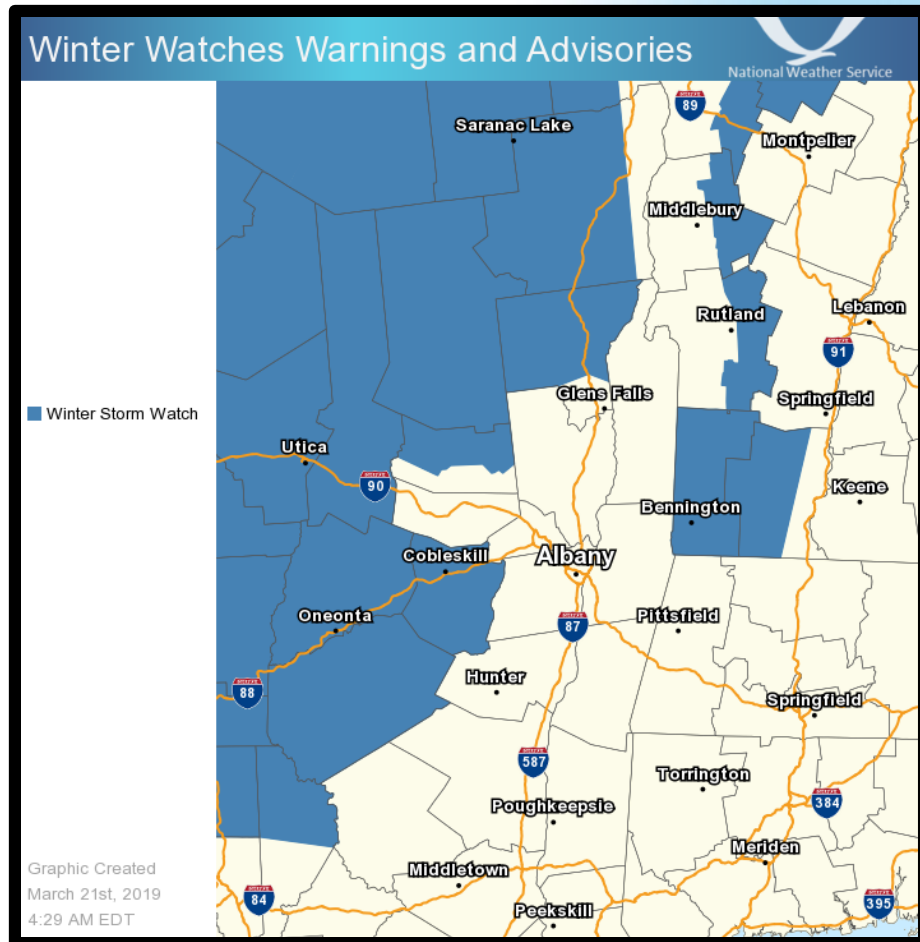 Winter Watches Warnings and Advisories
National Weather Service
89
Saranac Lake
Montpelier
Middlebury
Rutland
Lebanon
91
Glens Falls
Springfield
Winter Storm Watch
Utica
90
Keene
Bennington
Cobleskill
Albany
Oneonta
87
Pittsfield
Hunter
88
Springfield
587
Torrington
384
Poughkeepsie
Meriden
Middletown
84
395
Peekskill
Graphic Created
March 21st, 2019
4:29 AM EDT